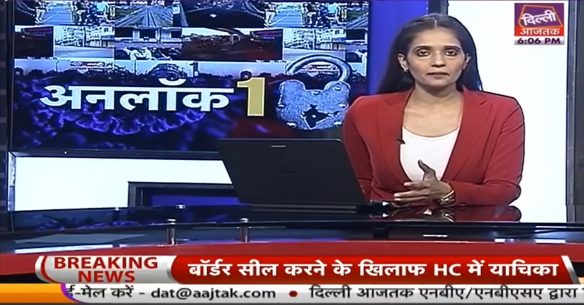 दिल्ली
आजतक
6:06 PM
अनलॉक 1
BREAKING NEWS
बॉर्डर सील करने के खिलाफ HC में याचिका
ई-मेल करें - dat@aajtak.com • दिल्ली आजतक एनबीए/एनबीएसए द्वारा